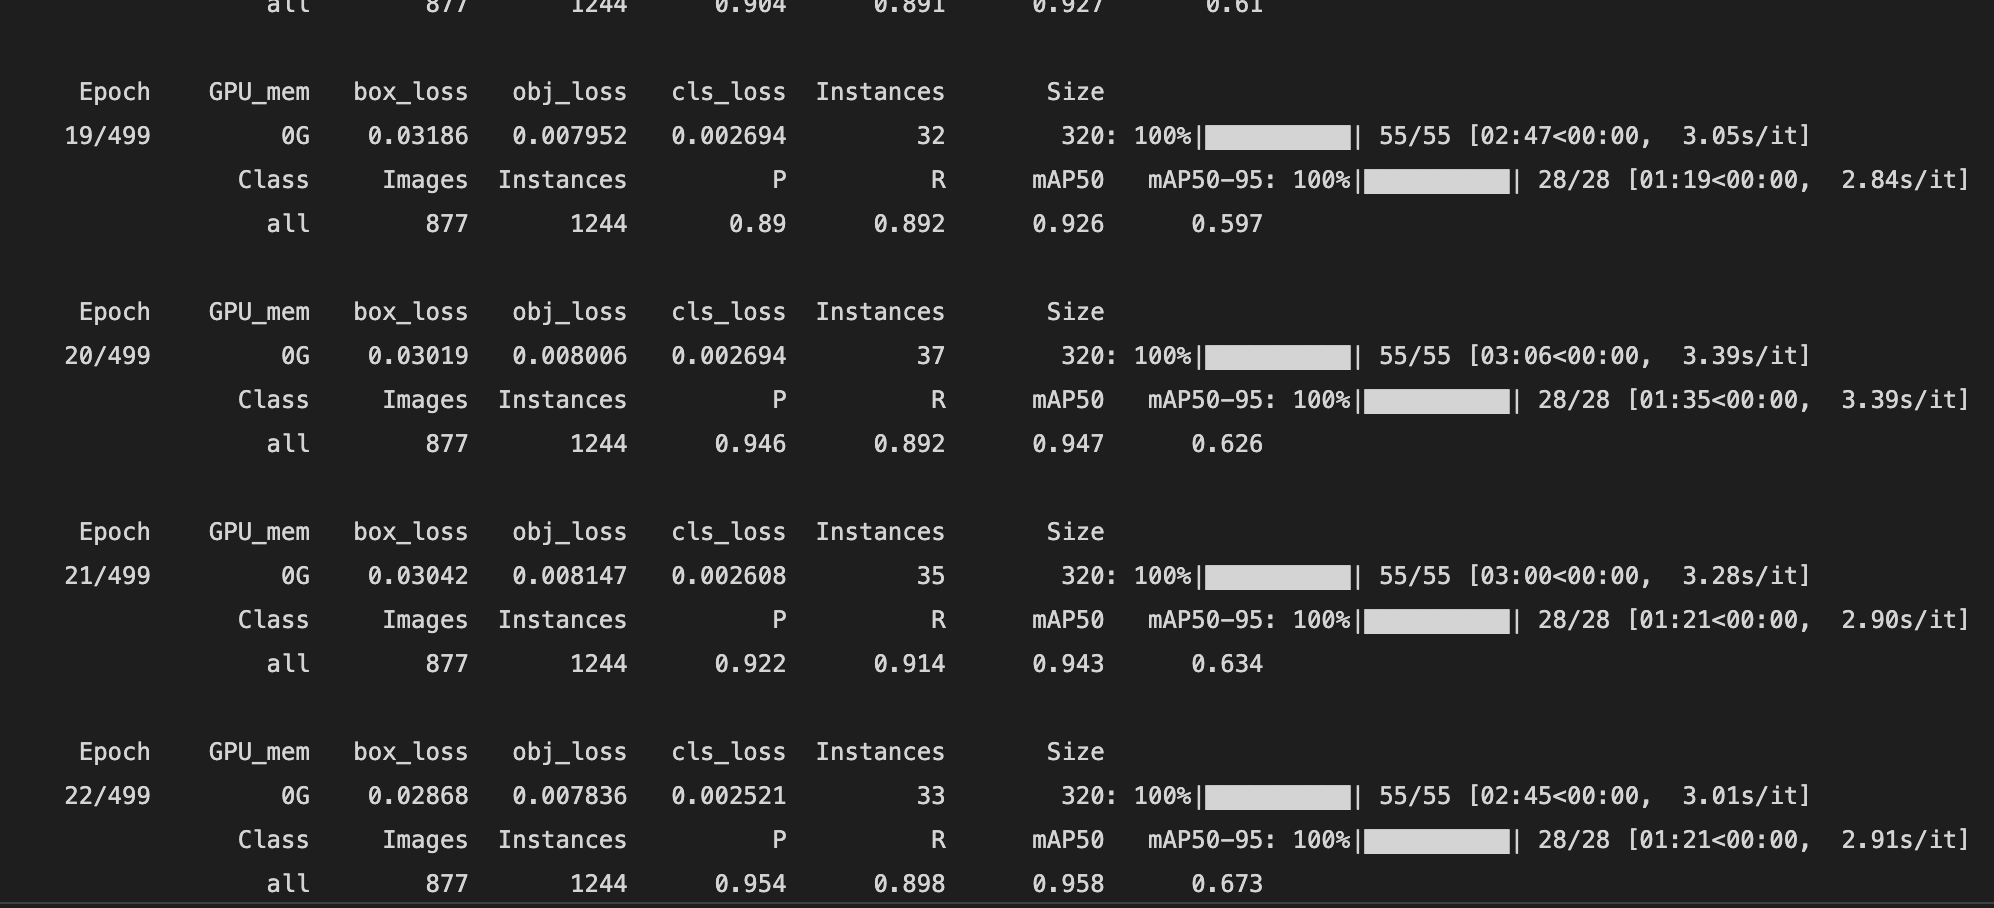 all 877 1244 0.904 0.891 0.927 0.61
Epoch GPU_mem box_loss obj_loss cls_loss Instances Size
19/499 0G 0.03186 0.007952 0.002694 32 320: 100%|██████████| 55/55 [02:47<00:00, 3.05s/it]
Class Images Instances P R mAP50 mAP50-95: 100%|██████████| 28/28 [01:19<00:00, 2.84s/it]
all 877 1244 0.89 0.892 0.926 0.597
Epoch GPU_mem box_loss obj_loss cls_loss Instances Size
20/499 0G 0.03019 0.008006 0.002694 37 320: 100%|██████████| 55/55 [03:06<00:00, 3.39s/it]
Class Images Instances P R mAP50 mAP50-95: 100%|██████████| 28/28 [01:35<00:00, 3.39s/it]
all 877 1244 0.946 0.892 0.947 0.626
Epoch GPU_mem box_loss obj_loss cls_loss Instances Size
21/499 0G 0.03042 0.008147 0.002608 35 320: 100%|██████████| 55/55 [03:00<00:00, 3.28s/it]
Class Images Instances P R mAP50 mAP50-95: 100%|██████████| 28/28 [01:21<00:00, 2.90s/it]
all 877 1244 0.922 0.914 0.943 0.634
Epoch GPU_mem box_loss obj_loss cls_loss Instances Size
22/499 0G 0.02868 0.007836 0.002521 33 320: 100%|██████████| 55/55 [02:45<00:00, 3.01s/it]
Class Images Instances P R mAP50 mAP50-95: 100%|██████████| 28/28 [01:21<00:00, 2.91s/it]
all 877 1244 0.954 0.898 0.958 0.673